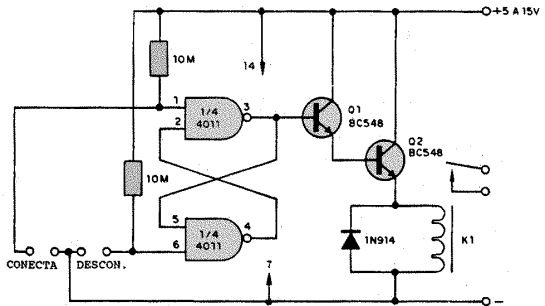 +5 A 15V
10M
14
1/4
4011
1
2
3
Q1
BC548
Q2
BC548
10M
5
6
1/4
4011
4
1N914
K1
CONECTA
DESCON.
7
–